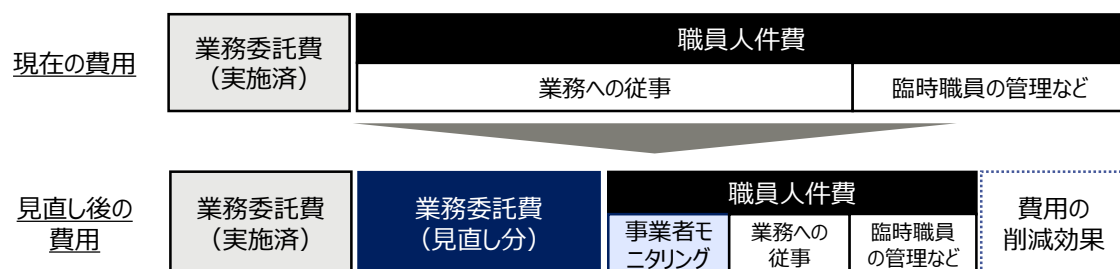 現在の費用
業務委託費
（実施済）
職員人件費
業務への従事
臨時職員の管理など
見直し後の
費用
業務委託費
（実施済）
業務委託費
（見直し分）
職員人件費
事業者モ
ニタリング
業務への
従事
臨時職員
の管理など
費用の
削減効果